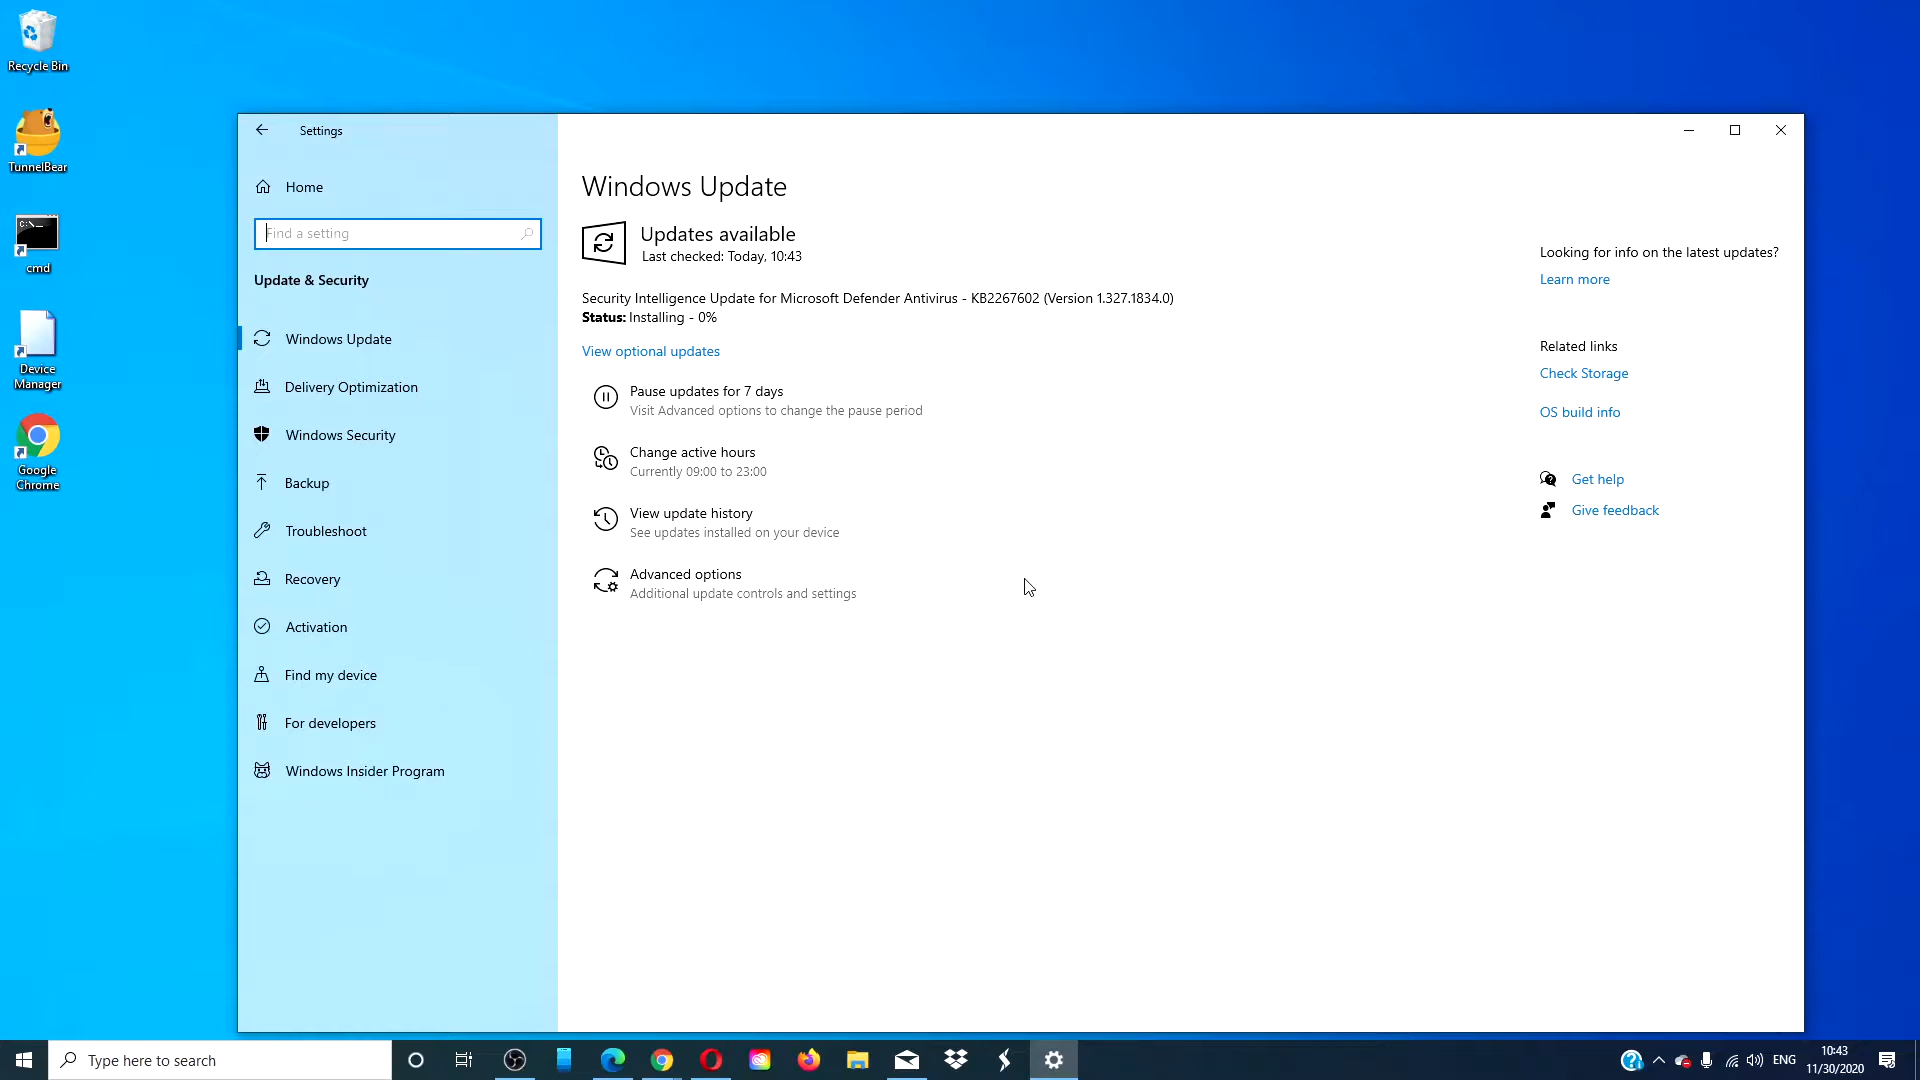 Recycle Bin
TunnelBear
cmd
Device
Manager
Google
Chrome
Settings
Home
Find a setting
Update & Security
Windows Update
Delivery Optimization
Windows Security
Backup
Troubleshoot
Recovery
Activation
Find my device
For developers
Windows Insider Program
Windows Update
Updates available
Last checked: Today, 10:43
Security Intelligence Update for Microsoft Defender Antivirus - KB2267602 (Version 1.327.1834.0)
Status: Installing - 0%
View optional updates
Pause updates for 7 days
Visit Advanced options to change the pause period
Change active hours
Currently 09:00 to 23:00
View update history
See updates installed on your device
Advanced options
Additional update controls and settings
Looking for info on the latest updates?
Learn more
Related links
Check Storage
OS build info
Get help
Give feedback
Type here to search
ENG
10:43
11/30/2020